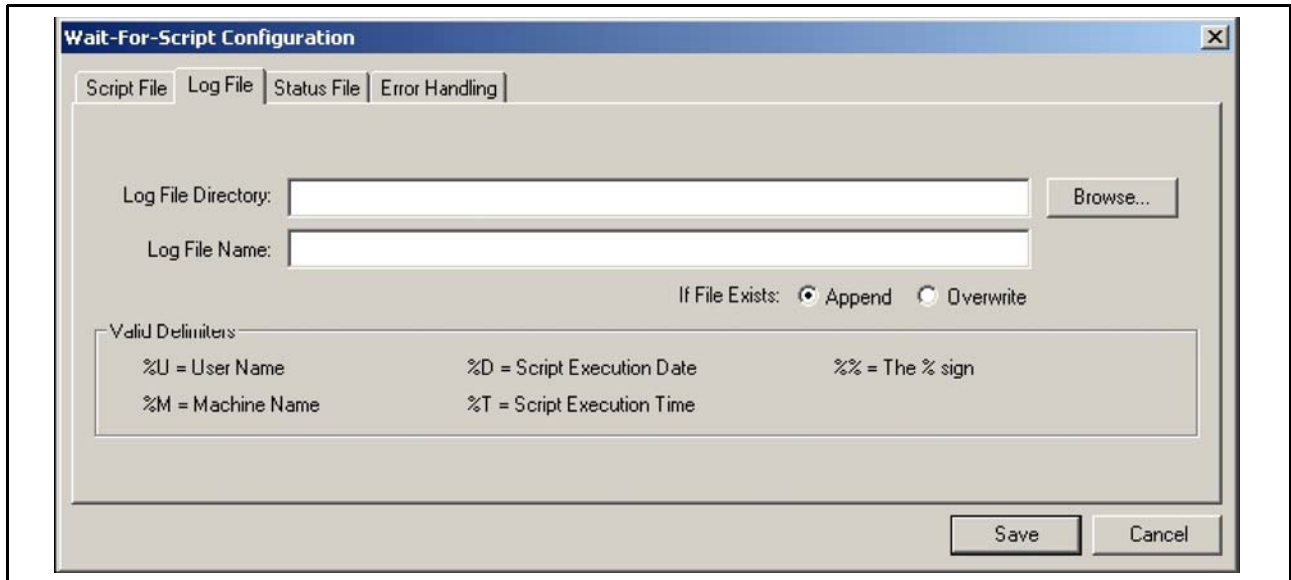 Wait-For-Script Configuration
Script File Log File Status File Error Handling
Log File Directory: Browse...
Log File Name:
If File Exists: Append Overwrite
Valid Delimiters
%U = User Name %D = Script Execution Date %% = The % sign
%M = Machine Name %T = Script Execution Time
Save Cancel